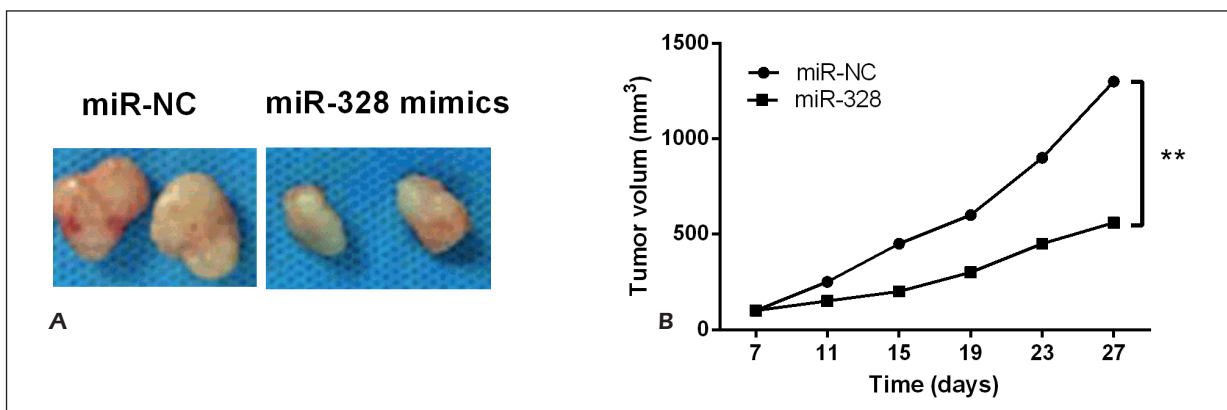 miR-NC
miR-328 mimics
A
Tumor volum (mm³)
1500
1000
500
0
miR-NC
miR-328
**
B
7 11 15 19 23 27
Time (days)